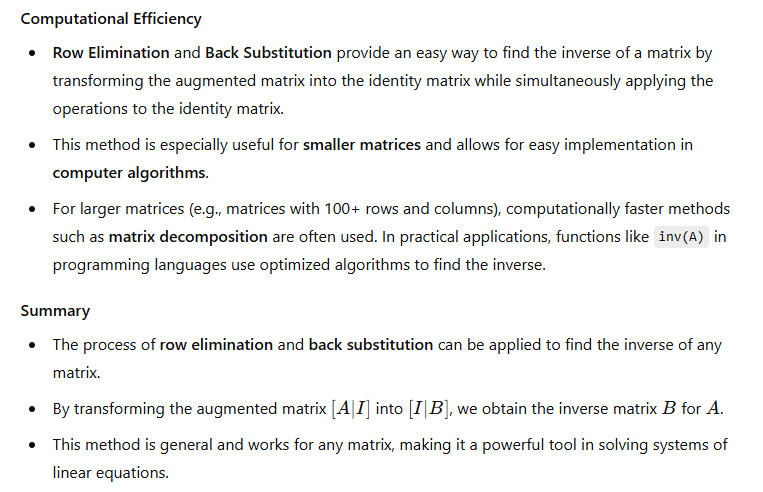 Computational Efficiency
• Row Elimination and Back Substitution provide an easy way to find the inverse of a matrix by
transforming the augmented matrix into the identity matrix while simultaneously applying the
operations to the identity matrix.
• This method is especially useful for smaller matrices and allows for easy implementation in
computer algorithms.
• For larger matrices (e.g., matrices with 100+ rows and columns), computationally faster methods
such as matrix decomposition are often used. In practical applications, functions like inv(A) in
programming languages use optimized algorithms to find the inverse.
Summary
• The process of row elimination and back substitution can be applied to find the inverse of any
matrix.
• By transforming the augmented matrix [A|I] into [I|B], we obtain the inverse matrix B for A.
• This method is general and works for any matrix, making it a powerful tool in solving systems of
linear equations.